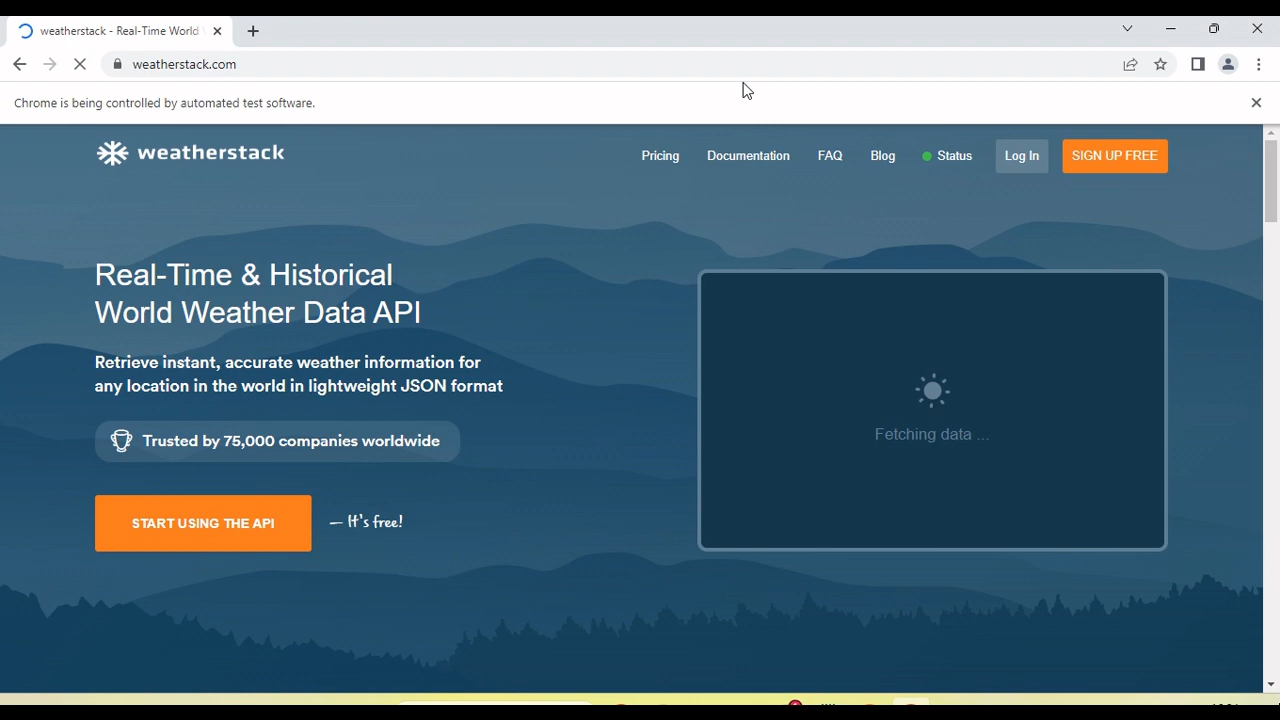 weatherstack - Real-Time World
weatherstack.com
Chrome is being controlled by automated test software.
weatherstack
Pricing
Documentation
FAQ
Blog
Status
Log In
SIGN UP FREE
Real-Time & Historical
World Weather Data API
Retrieve instant, accurate weather information for
any location in the world in lightweight JSON format
Trusted by 75,000 companies worldwide
START USING THE API
– It's free!
Fetching data ...